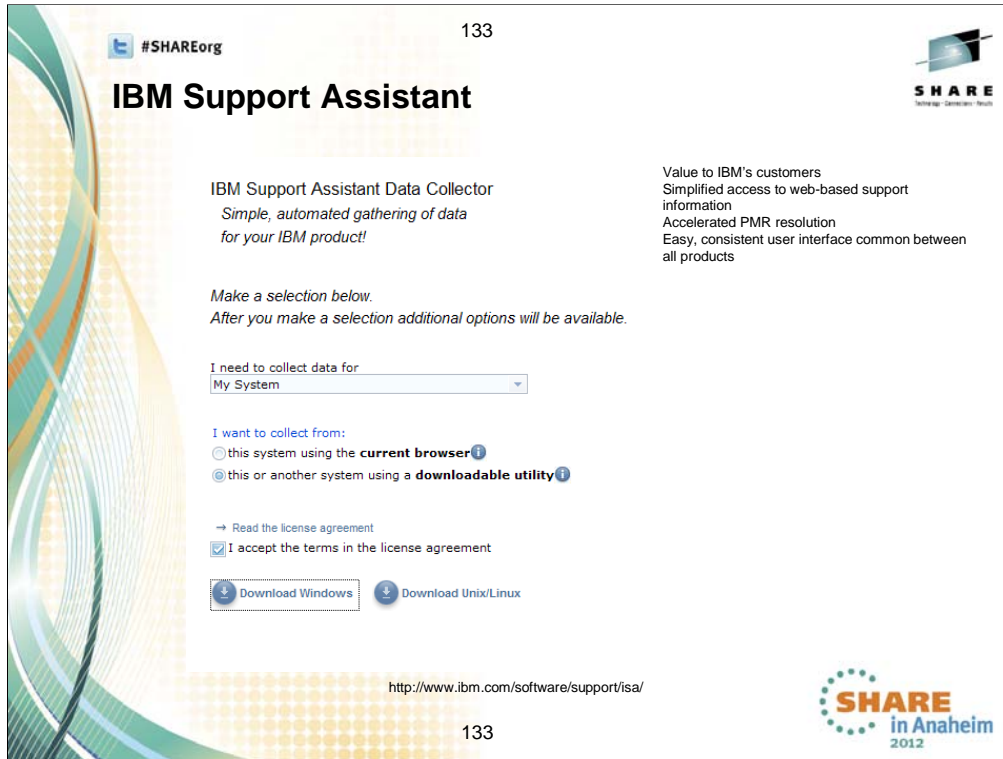 133
#SHAREorg
IBM Support Assistant
SHARE
Technology - Connections - Results
IBM Support Assistant Data Collector
Simple, automated gathering of data
for your IBM product!
Make a selection below.
After you make a selection additional options will be available.
I need to collect data for
My System
I want to collect from:
this system using the current browser
this or another system using a downloadable utility
→ Read the license agreement
I accept the terms in the license agreement
Download Windows
Download Unix/Linux
Value to IBM’s customers
Simplified access to web-based support
information
Accelerated PMR resolution
Easy, consistent user interface common between
all products
http://www.ibm.com/software/support/isa/
133
SHARE
in Anaheim
2012